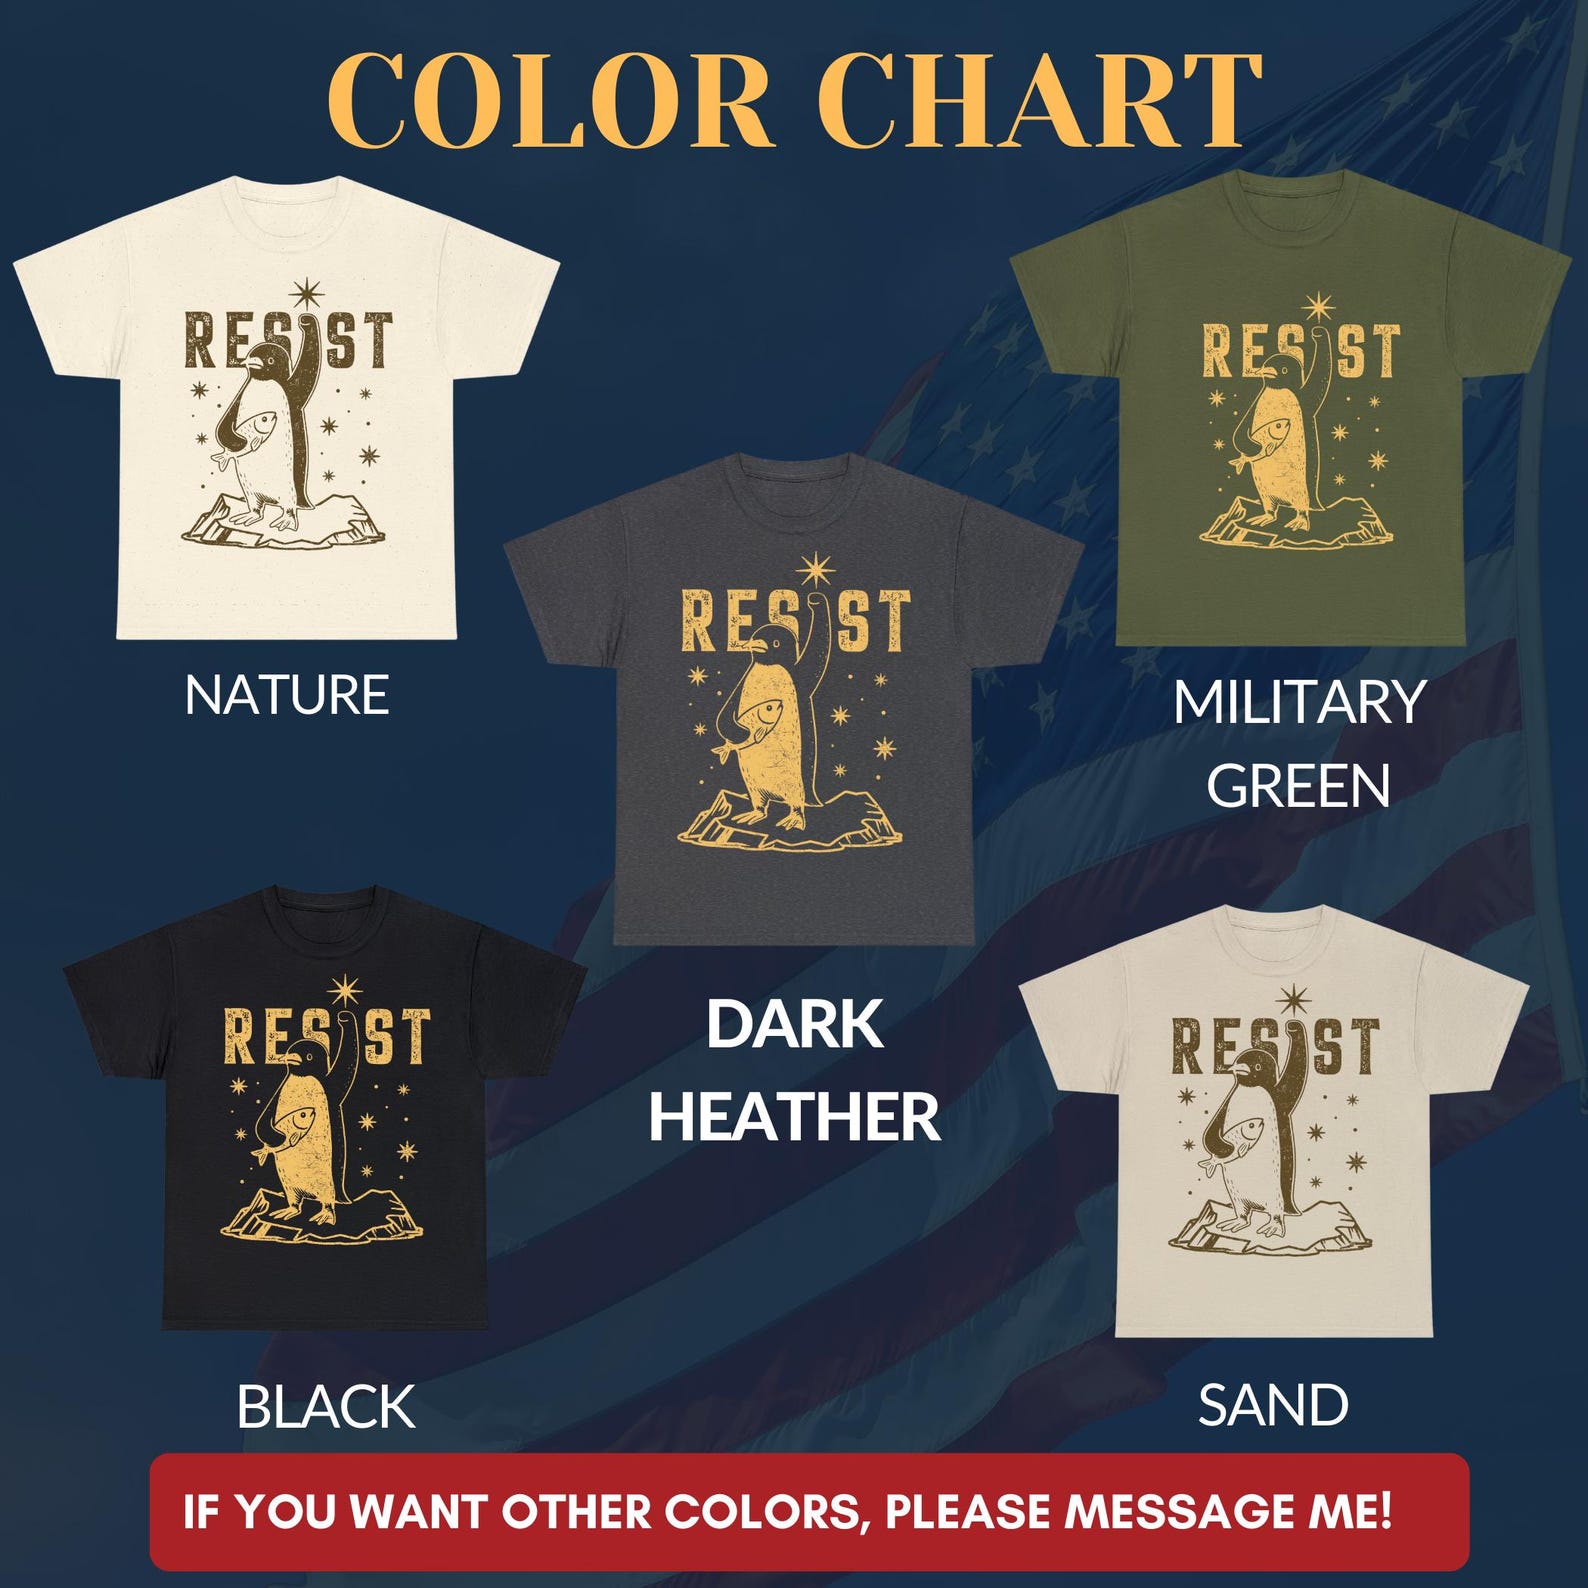 COLOR CHART
RESIST
NATURE
RESIST
MILITARY
GREEN
RESIST
DARK
HEATHER
RESIST
BLACK
RESIST
SAND
IF YOU WANT OTHER COLORS, PLEASE MESSAGE ME!